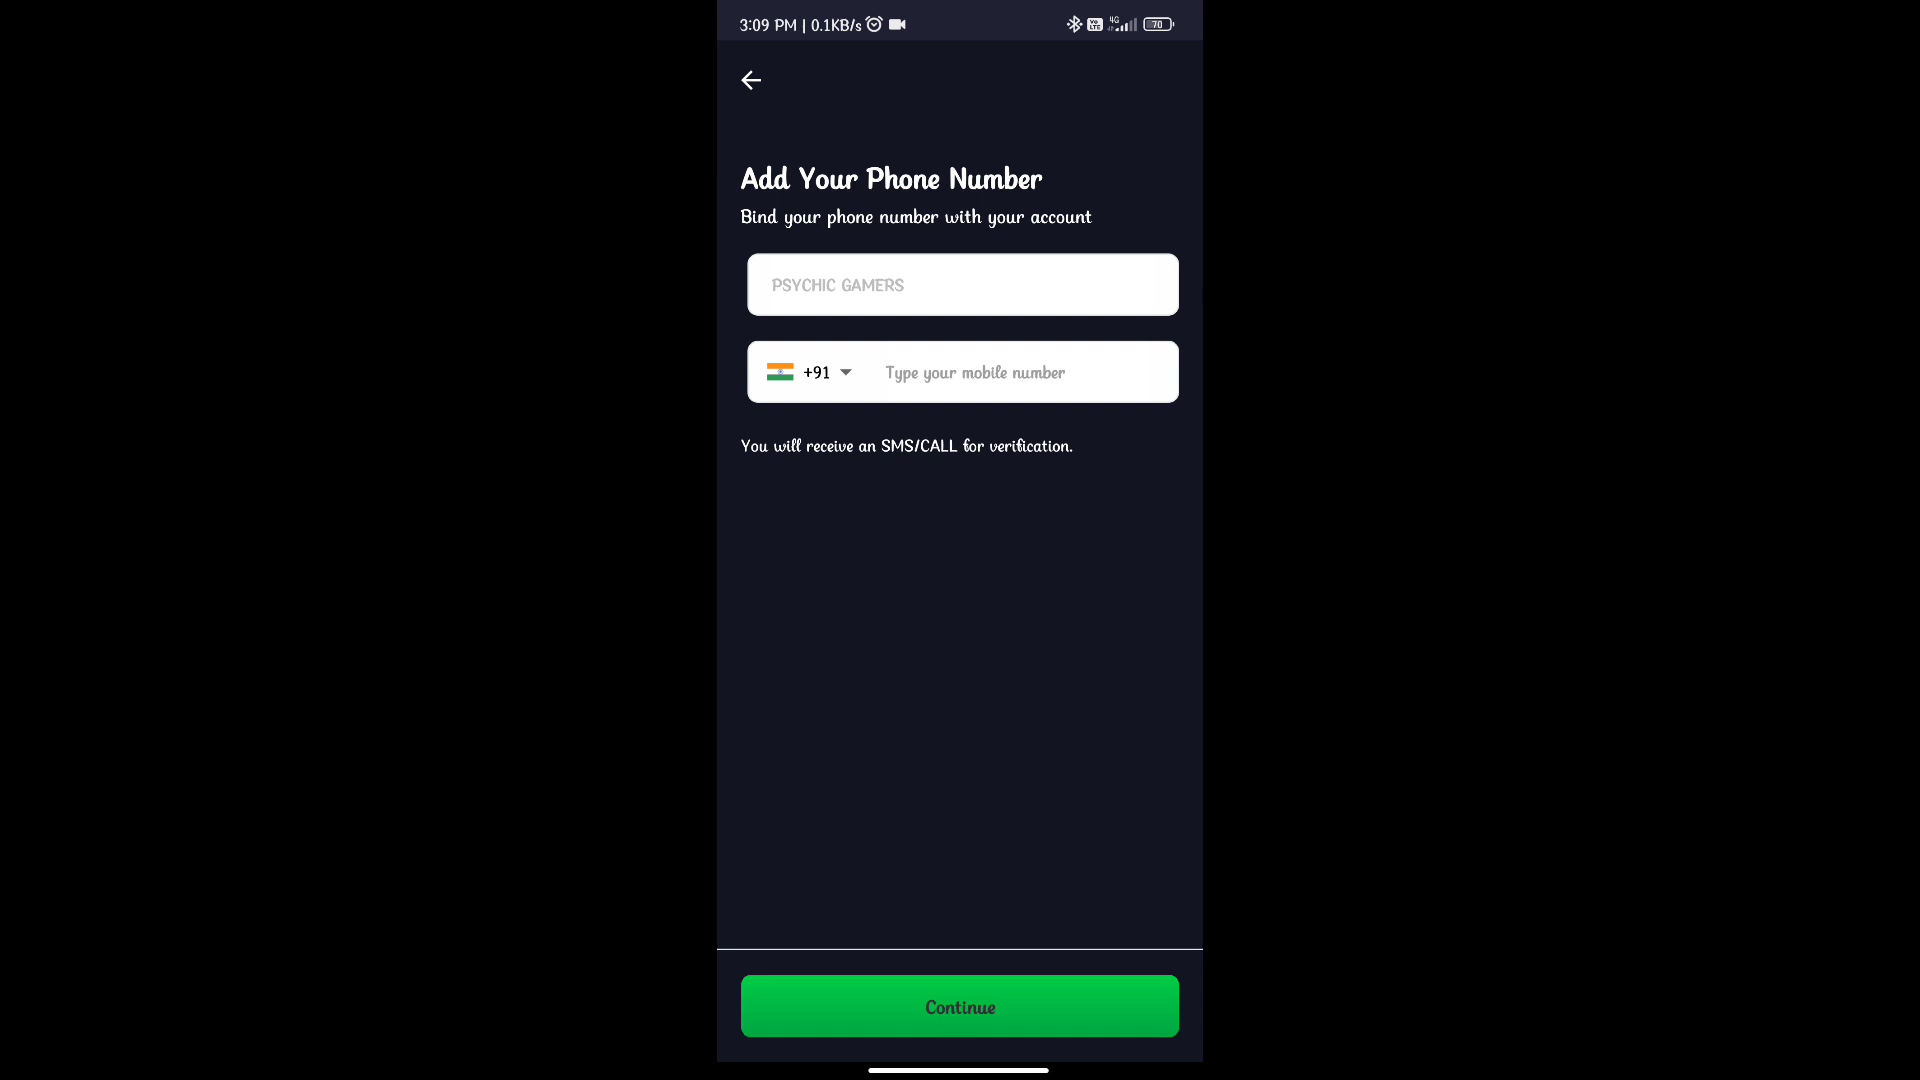 3:09 PM | 0.1KB/s 4G 70
Add Your Phone Number
Bind your phone number with your account
PSYCHIC GAMERS
+91 Type your mobile number
You will receive an SMS/CALL for verification.
Continue